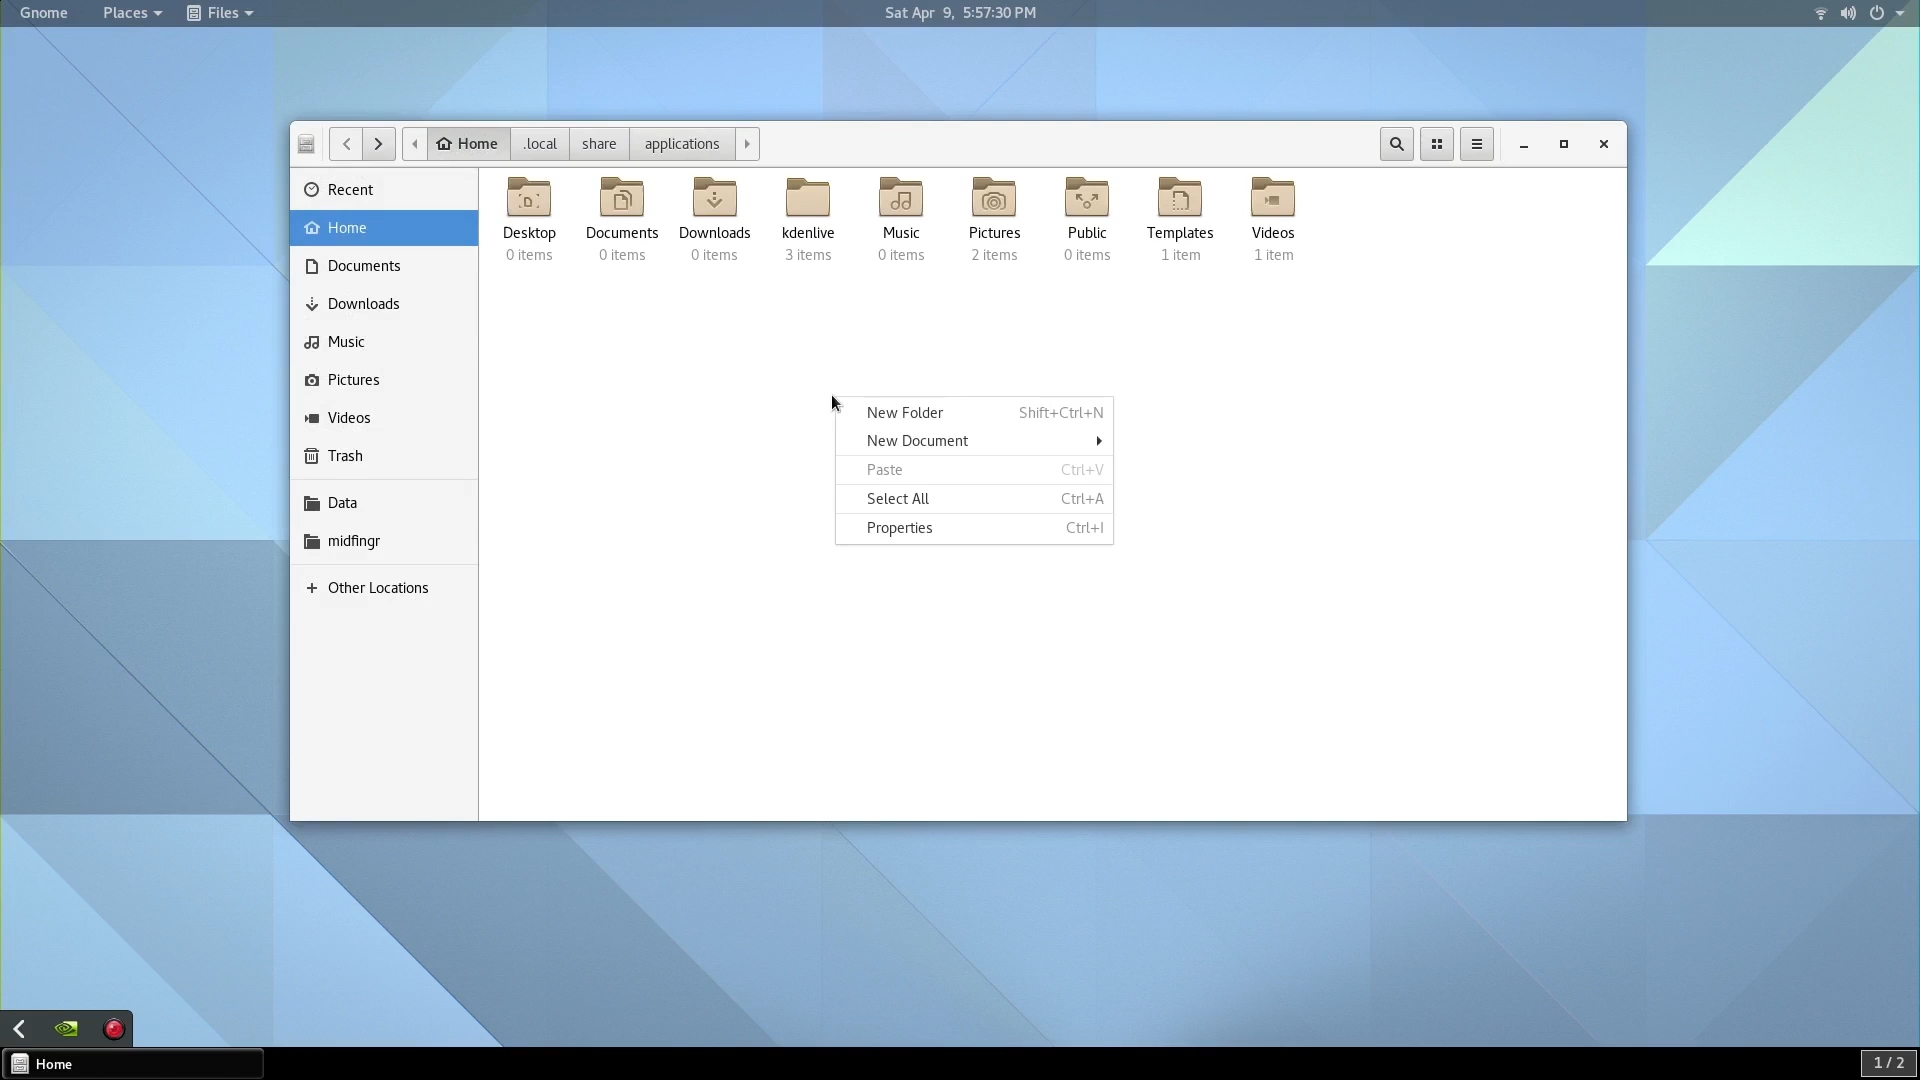 Gnome Places Files Sat Apr 9, 5:57:30 PM
Home .local share applications
Recent
Home
Documents
Downloads
Music
Pictures
Videos
Trash
Data
midfingr
Other Locations
Desktop Documents Downloads kdenlive Music Pictures Public Templates Videos
0 items 0 items 0 items 3 items 0 items 2 items 0 items 1 item 1 item
New Folder Shift+Ctrl+N
New Document
Paste Ctrl+V
Select All Ctrl+A
Properties Ctrl+I
Home 1 / 2